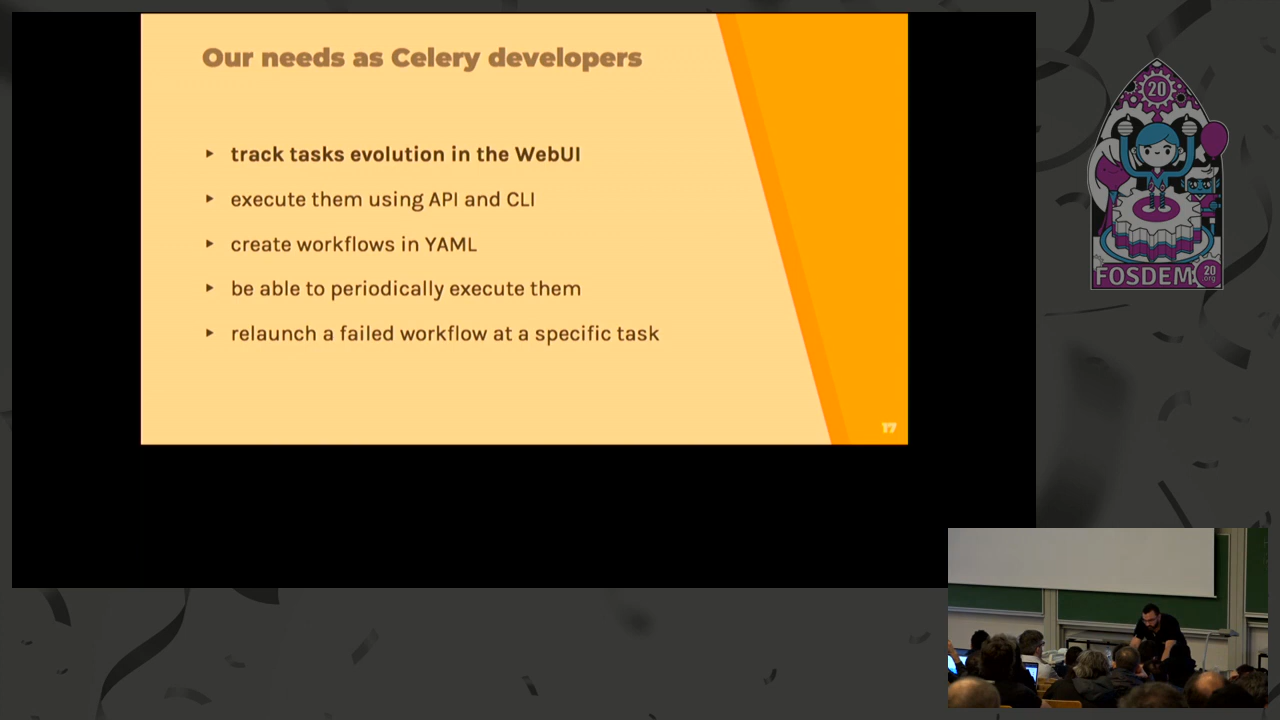 Our needs as Celery developers
‣ track tasks evolution in the WebUI
‣ execute them using API and CLI
‣ create workflows in YAML
‣ be able to periodically execute them
‣ relaunch a failed workflow at a specific task
17
20
FOSDEM
20
org